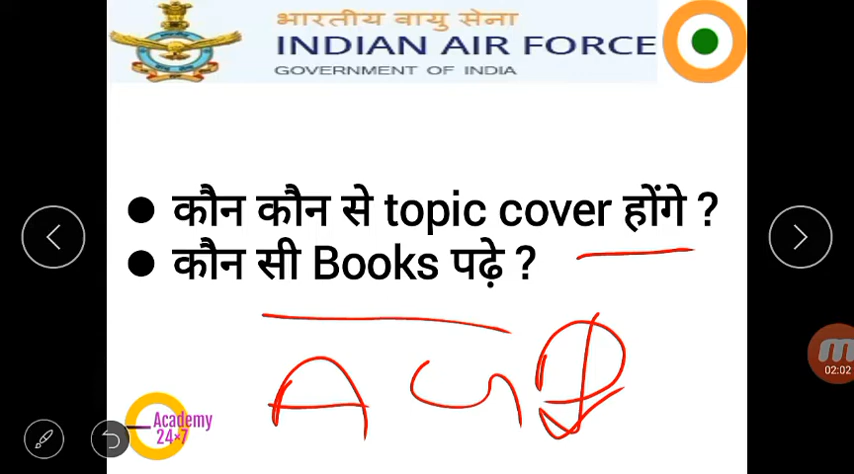 भारतीय वायु सेना
INDIAN AIR FORCE
GOVERNMENT OF INDIA
● कौन कौन से topic cover होंगे ?
● कौन सी Books पढ़े ?
Academy
24×7
02:02